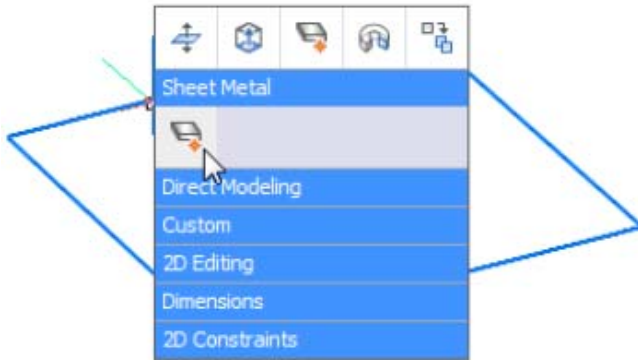 Sheet Metal
Direct Modeling
Custom
2D Editing
Dimensions
2D Constraints